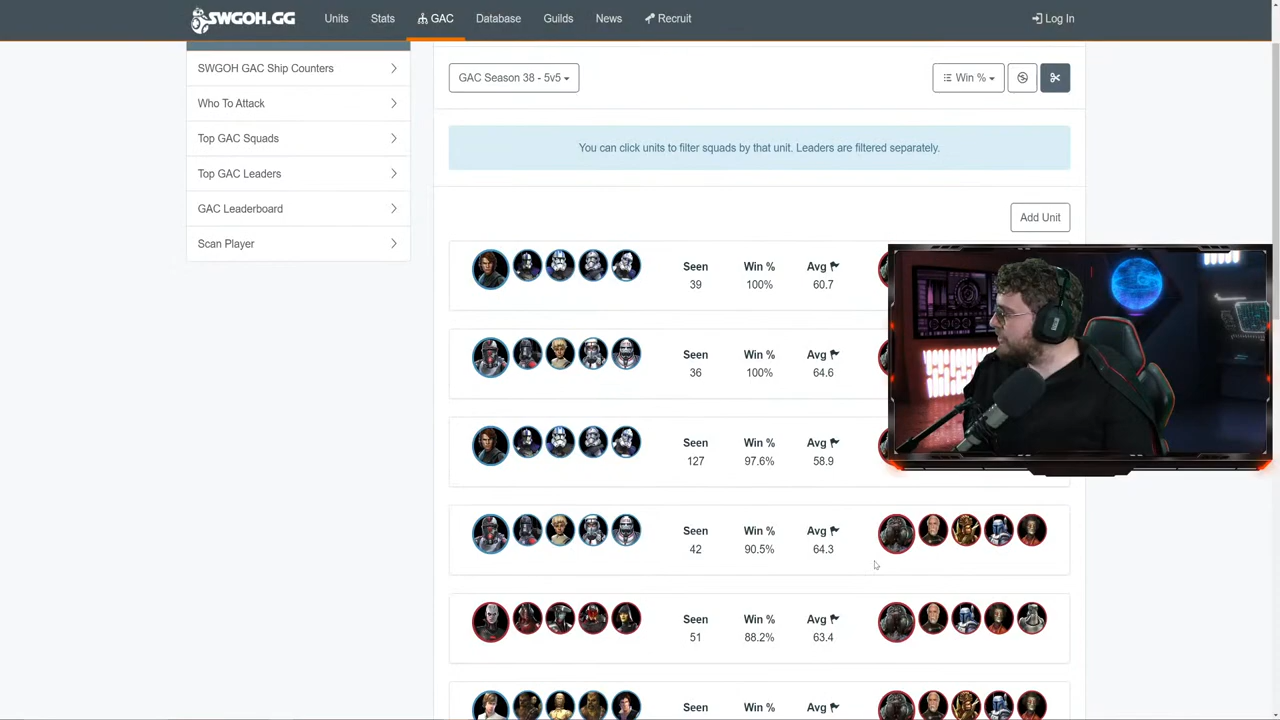 SWGOH.GG
Units
Stats
GAC
Database
Guilds
News
Recruit
Log In
SWGOH GAC Ship Counters
Who To Attack
Top GAC Squads
Top GAC Leaders
GAC Leaderboard
Scan Player
GAC Season 38 - 5v5
Win %
You can click units to filter squads by that unit. Leaders are filtered separately.
Add Unit
Seen Win % Avg
39 100% 60.7
Seen Win % Avg
36 100% 64.6
Seen Win % Avg
127 97.6% 58.9
Seen Win % Avg
42 90.5% 64.3
Seen Win % Avg
51 88.2% 63.4
Seen Win % Avg